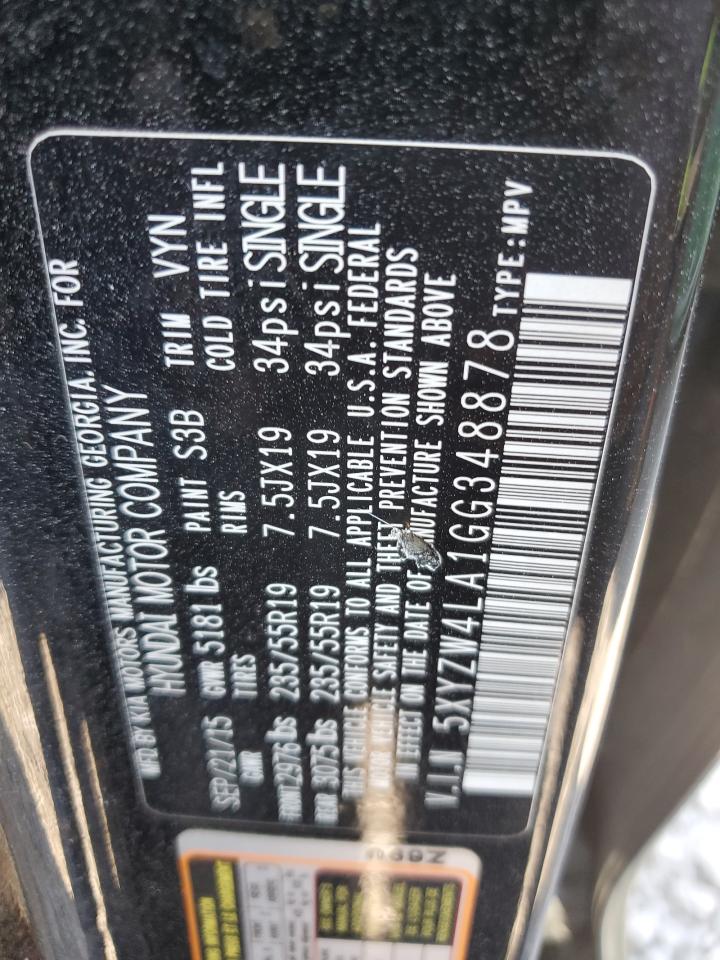 MFD BY KIA MOTORS MANUFACTURING GEORGIA, INC. FOR
HYUNDAI MOTOR COMPANY
SEP/21/15 GWR 5181 lbs PAINT S3B TRIM VYN
GWR TIRES RIMS COLD TIRE INFL
FRONT 2976 lbs 235/55R19 7.5JX19 34psi SINGLE
REAR 3075 lbs 235/55R19 7.5JX19 34psi SINGLE
THIS VEHICLE CONFORMS TO ALL APPLICABLE U.S.A. FEDERAL
MOTOR VEHICLE SAFETY AND THEFT PREVENTION STANDARDS
IN EFFECT ON THE DATE OF NUFACTURE SHOWN ABOVE
V.I.N 5XYZW4LA1GG348878 TYPE:MPV